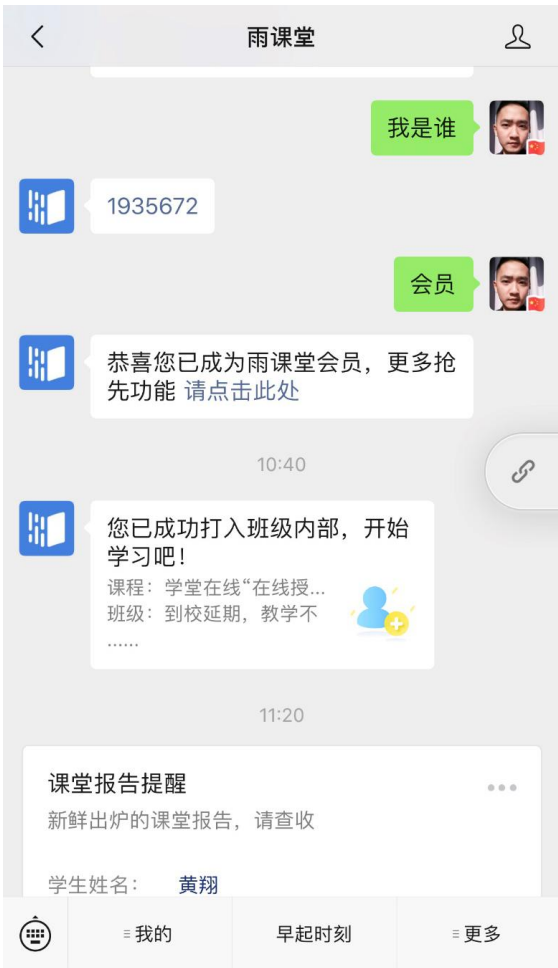 雨课堂
我是谁
1935672
会员
恭喜您已成为雨课堂会员，更多抢
先功能 请点击此处
10:40
您已成功打入班级内部，开始
学习吧！
课程：学堂在线“在线授...
班级：到校延期，教学不
......
11:20
课堂报告提醒
新鲜出炉的课堂报告，请查收
学生姓名： 黄翔
我的 早起时刻 更多